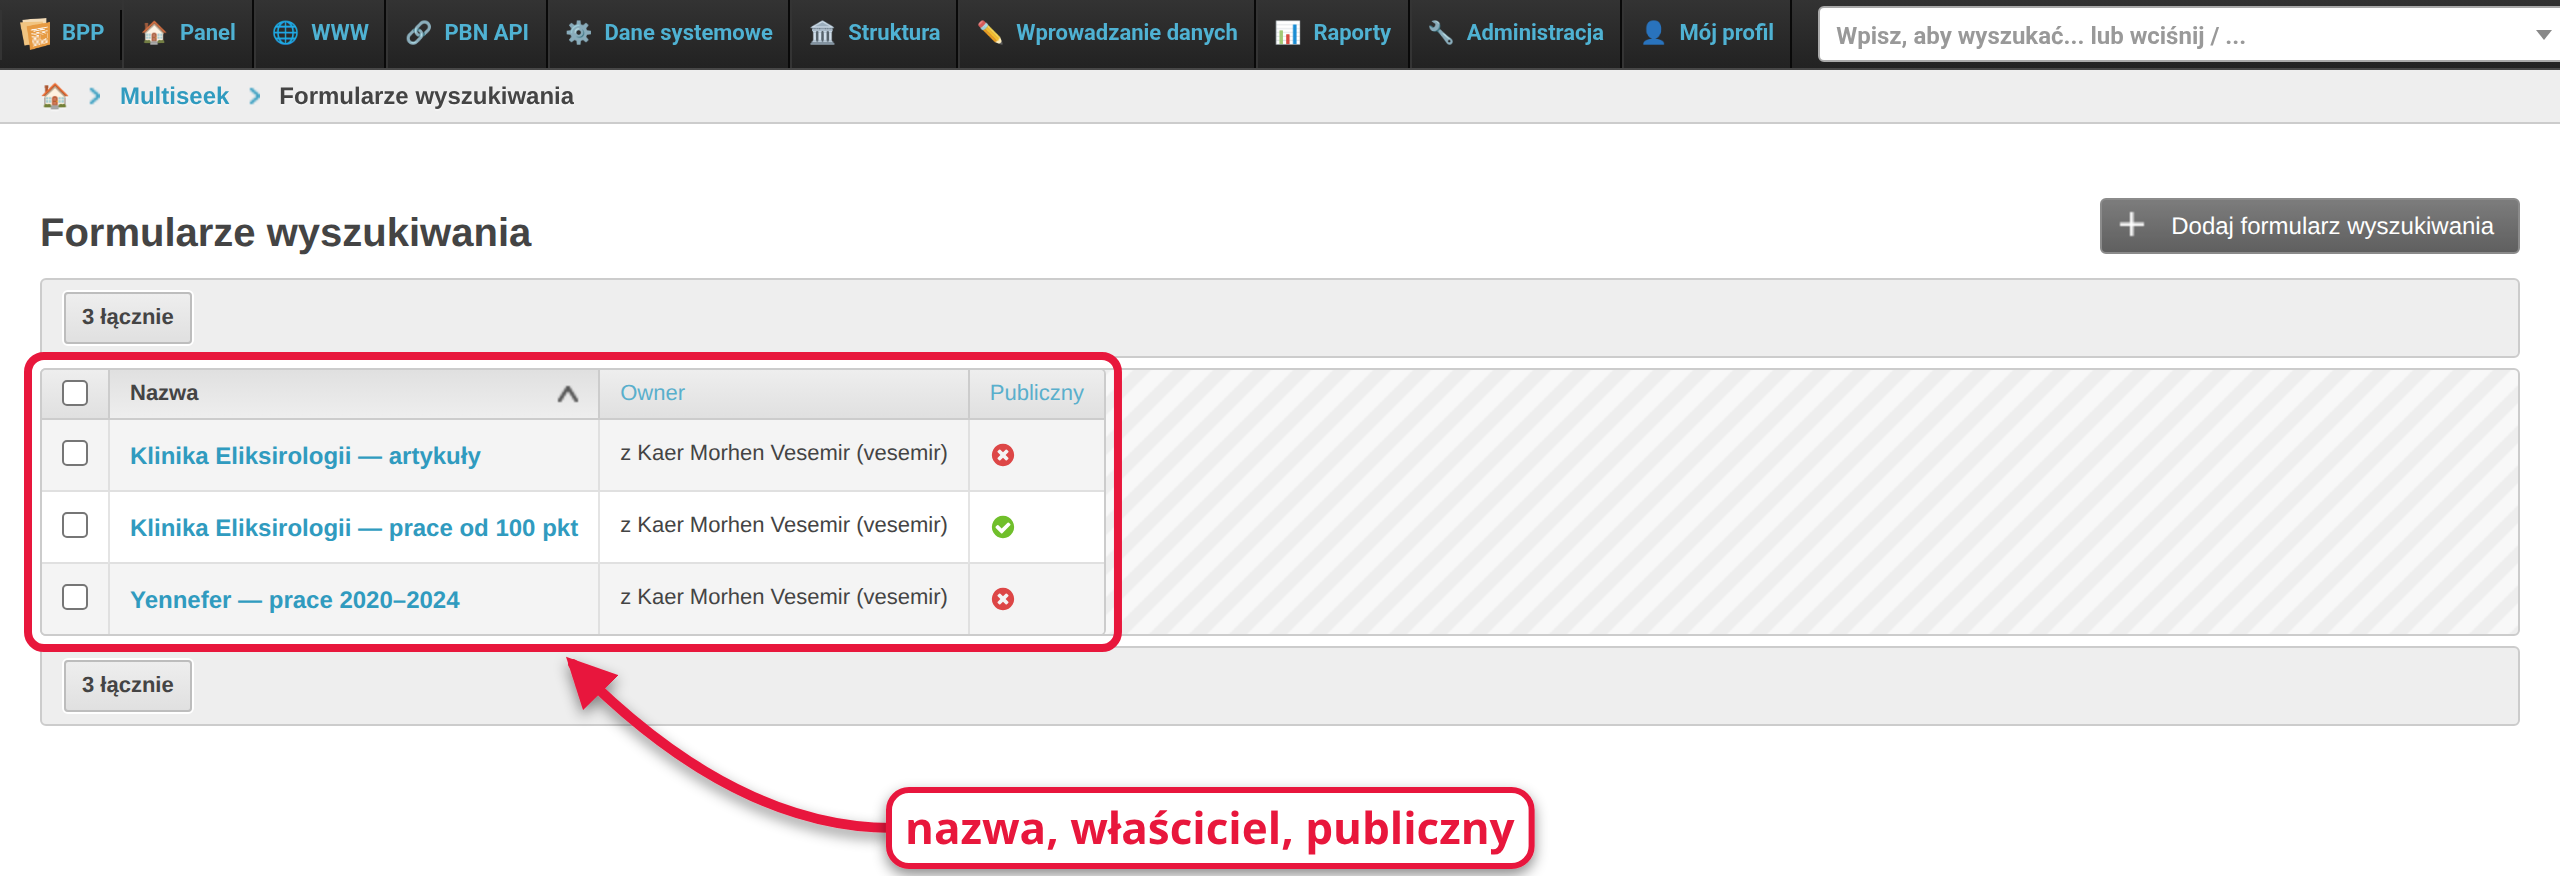 BPP Panel WWW PBN API Dane systemowe Struktura Wprowadzanie danych Raporty Administracja Mój profil Wpisz, aby wyszukać... lub wciśnij / ...
Multiseek Formularze wyszukiwania
Formularze wyszukiwania
Dodaj formularz wyszukiwania
3 łącznie
Nazwa Owner Publiczny
Klinika Eliksirologii — artykuły z Kaer Morhen Vesemir (vesemir)
Klinika Eliksirologii — prace od 100 pkt z Kaer Morhen Vesemir (vesemir)
Yennefer — prace 2020–2024 z Kaer Morhen Vesemir (vesemir)
3 łącznie
nazwa, właściciel, publiczny